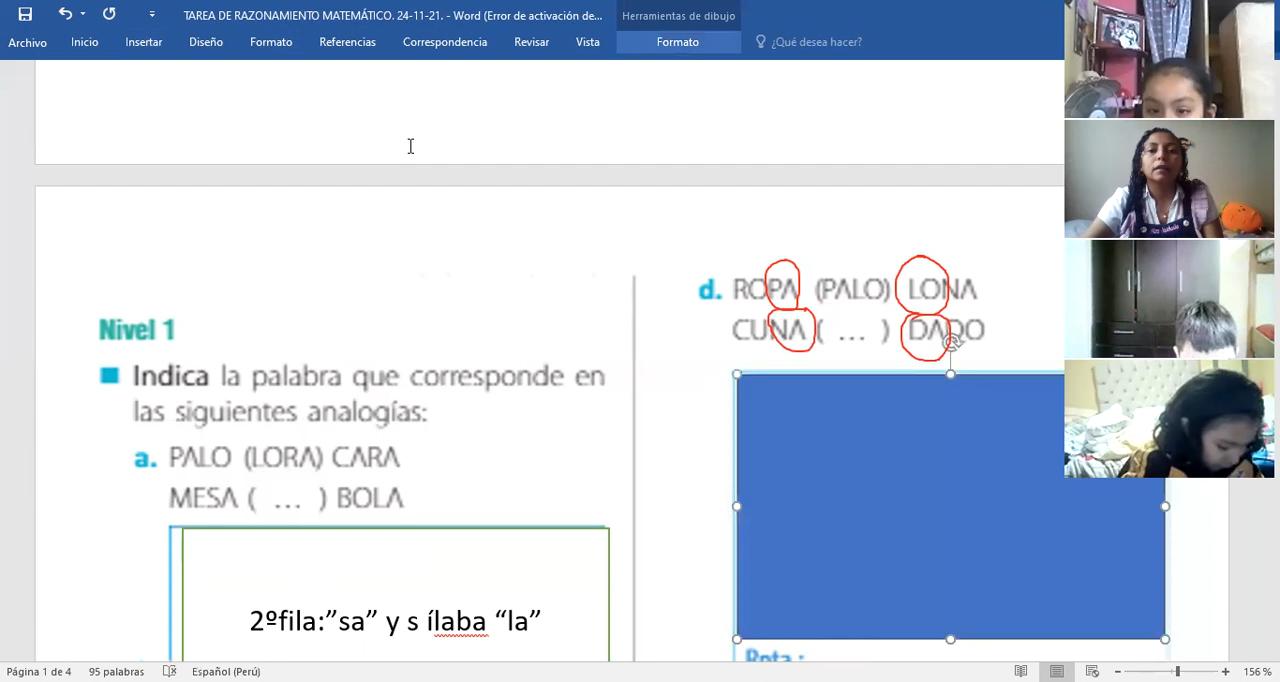 TAREA DE RAZONAMIENTO MATEMÁTICO. 24-11-21. - Word (Error de activación de...
Herramientas de dibujo
Archivo Inicio Insertar Diseño Formato Referencias Correspondencia Revisar Vista Formato ¿Qué desea hacer?
Nivel 1
Indica la palabra que corresponde en
las siguientes analogías:
a. PALO (LORA) CARA
MESA ( ... ) BOLA
2ºfila:”sa” y s ílaba “la”
d. ROPA (PALO) LONA
CUNA ( ... ) DADO
Rpta.:
Página 1 de 4 95 palabras Español (Perú) 156 %